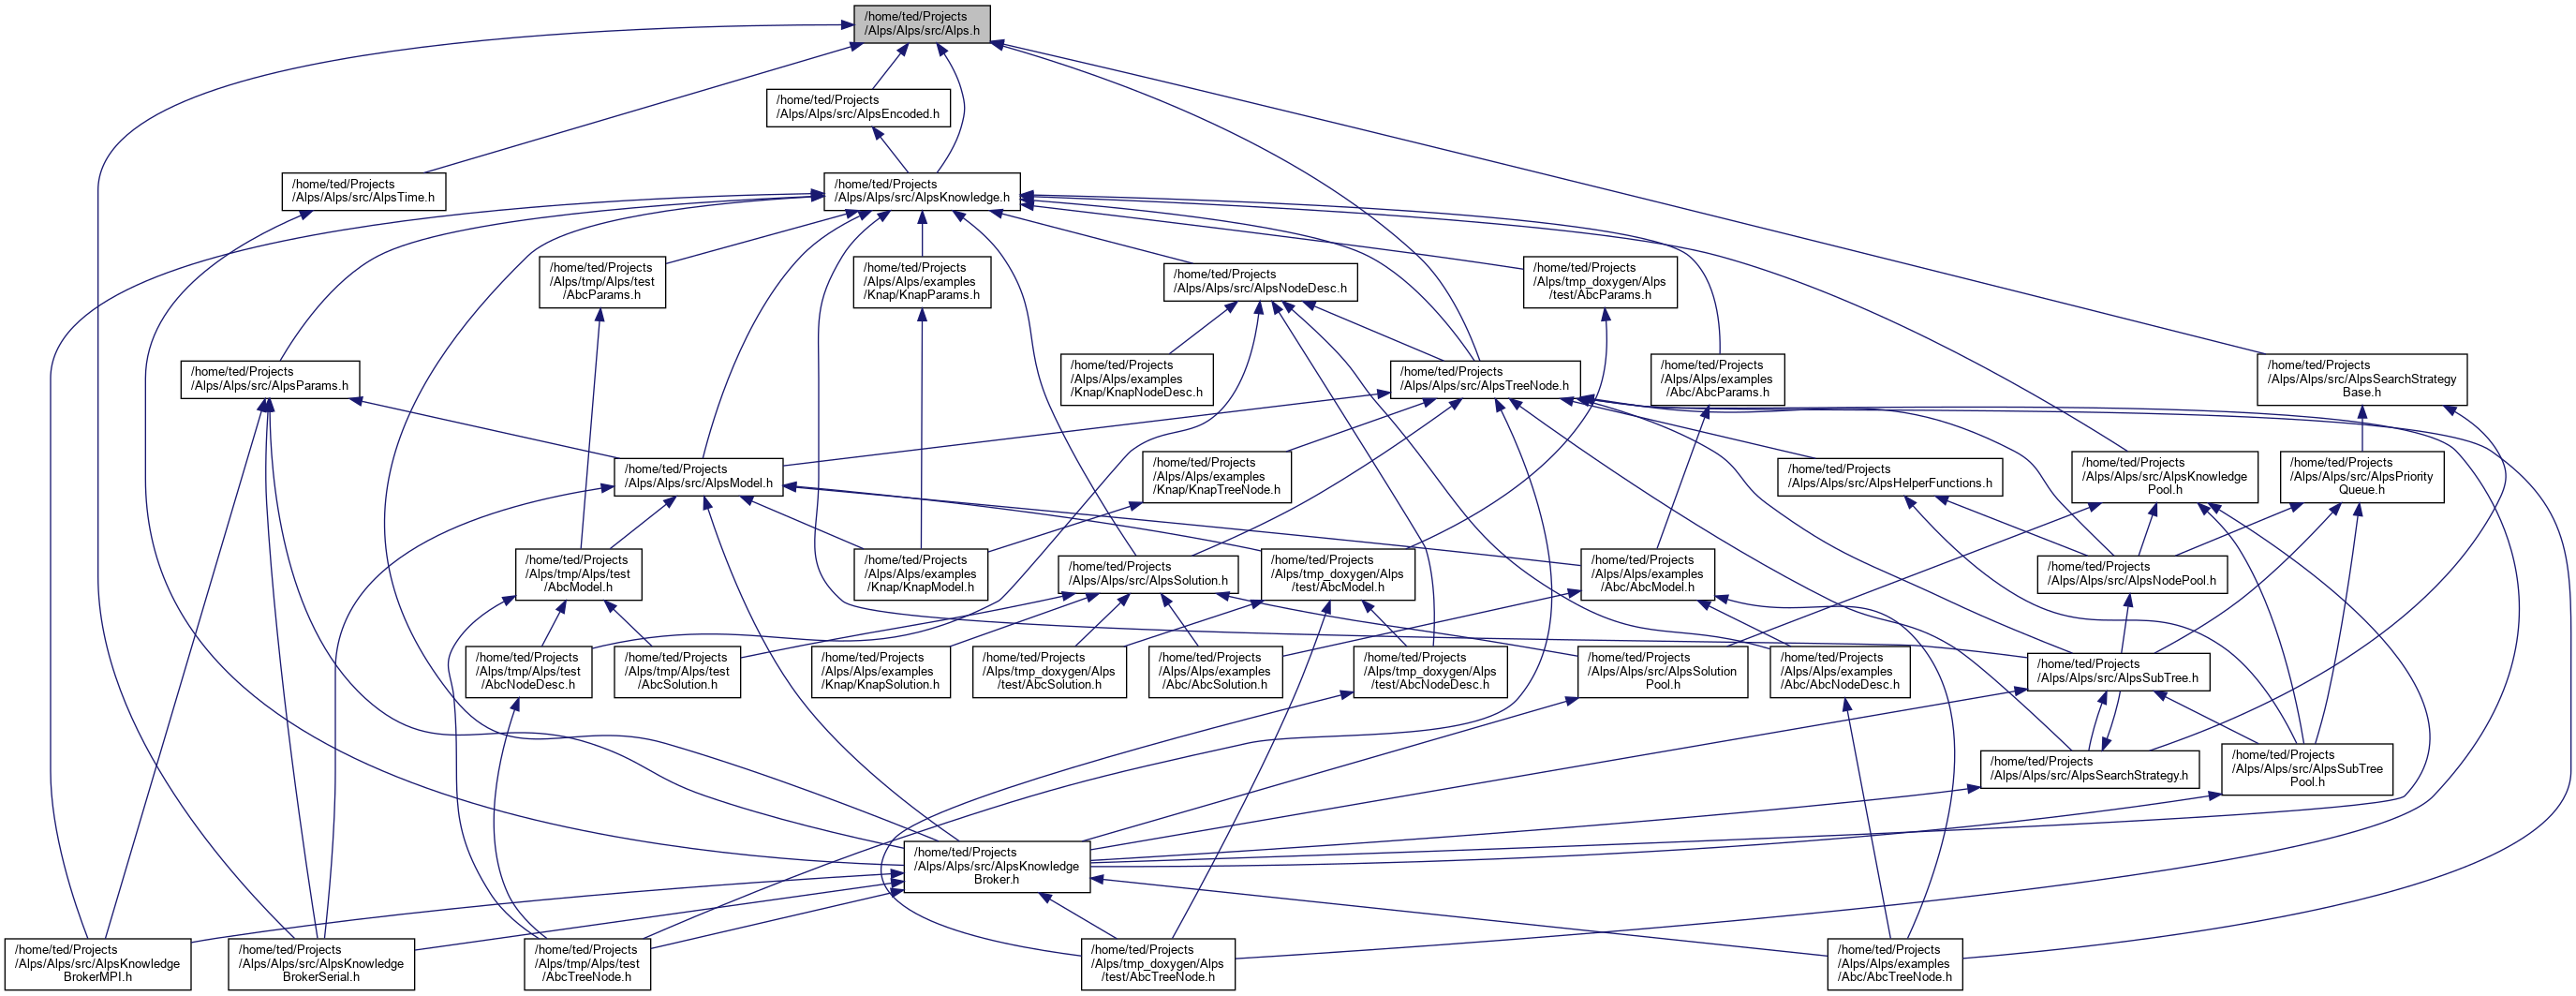 /home/ted/Projects
/Alps/Alps/src/Alps.h
/home/ted/Projects
/Alps/Alps/src/AlpsEncoded.h
/home/ted/Projects
/Alps/Alps/src/AlpsTime.h
/home/ted/Projects
/Alps/Alps/src/AlpsKnowledge.h
/home/ted/Projects
/Alps/tmp/Alps/test
/AbcParams.h
/home/ted/Projects
/Alps/Alps/examples
/Knap/KnapParams.h
/home/ted/Projects
/Alps/Alps/src/AlpsNodeDesc.h
/home/ted/Projects
/Alps/tmp_doxygen/Alps
/test/AbcParams.h
/home/ted/Projects
/Alps/Alps/src/AlpsParams.h
/home/ted/Projects
/Alps/Alps/examples
/Knap/KnapNodeDesc.h
/home/ted/Projects
/Alps/Alps/src/AlpsTreeNode.h
/home/ted/Projects
/Alps/Alps/examples
/Abc/AbcParams.h
/home/ted/Projects
/Alps/Alps/src/AlpsSearchStrategy
Base.h
/home/ted/Projects
/Alps/Alps/src/AlpsModel.h
/home/ted/Projects
/Alps/Alps/examples
/Knap/KnapTreeNode.h
/home/ted/Projects
/Alps/Alps/src/AlpsHelperFunctions.h
/home/ted/Projects
/Alps/Alps/src/AlpsKnowledge
Pool.h
/home/ted/Projects
/Alps/Alps/src/AlpsPriority
Queue.h
/home/ted/Projects
/Alps/tmp/Alps/test
/AbcModel.h
/home/ted/Projects
/Alps/Alps/examples
/Knap/KnapModel.h
/home/ted/Projects
/Alps/Alps/src/AlpsSolution.h
/home/ted/Projects
/Alps/tmp_doxygen/Alps
/test/AbcModel.h
/home/ted/Projects
/Alps/Alps/examples
/Abc/AbcModel.h
/home/ted/Projects
/Alps/Alps/src/AlpsNodePool.h
/home/ted/Projects
/Alps/tmp/Alps/test
/AbcNodeDesc.h
/home/ted/Projects
/Alps/tmp/Alps/test
/AbcSolution.h
/home/ted/Projects
/Alps/Alps/examples
/Knap/KnapSolution.h
/home/ted/Projects
/Alps/tmp_doxygen/Alps
/test/AbcSolution.h
/home/ted/Projects
/Alps/Alps/examples
/Abc/AbcSolution.h
/home/ted/Projects
/Alps/tmp_doxygen/Alps
/test/AbcNodeDesc.h
/home/ted/Projects
/Alps/Alps/src/AlpsSolution
Pool.h
/home/ted/Projects
/Alps/Alps/examples
/Abc/AbcNodeDesc.h
/home/ted/Projects
/Alps/Alps/src/AlpsSubTree.h
/home/ted/Projects
/Alps/Alps/src/AlpsSearchStrategy.h
/home/ted/Projects
/Alps/Alps/src/AlpsSubTree
Pool.h
/home/ted/Projects
/Alps/Alps/src/AlpsKnowledge
Broker.h
/home/ted/Projects
/Alps/Alps/src/AlpsKnowledge
BrokerMPI.h
/home/ted/Projects
/Alps/Alps/src/AlpsKnowledge
BrokerSerial.h
/home/ted/Projects
/Alps/tmp/Alps/test
/AbcTreeNode.h
/home/ted/Projects
/Alps/tmp_doxygen/Alps
/test/AbcTreeNode.h
/home/ted/Projects
/Alps/Alps/examples
/Abc/AbcTreeNode.h